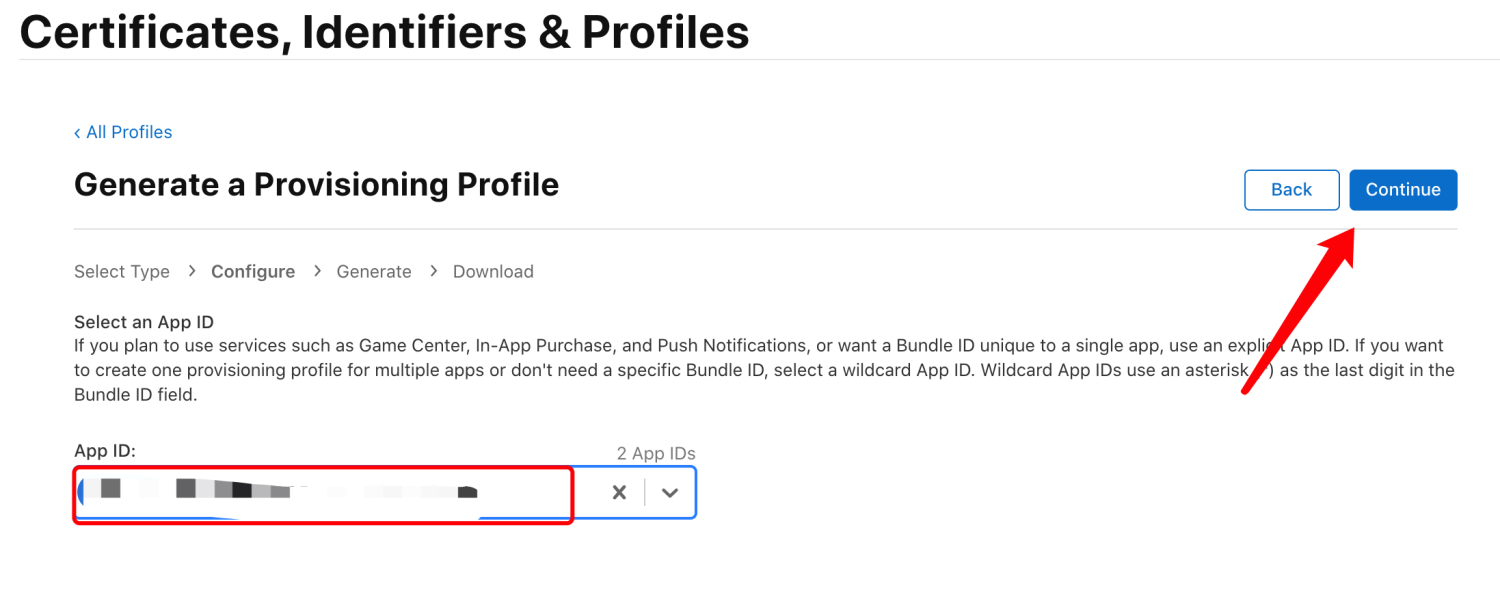 Certificates, Identifiers & Profiles
‹ All Profiles
Generate a Provisioning Profile
Back
Continue
Select Type > Configure > Generate > Download
Select an App ID
If you plan to use services such as Game Center, In-App Purchase, and Push Notifications, or want a Bundle ID unique to a single app, use an explicit App ID. If you want
to create one provisioning profile for multiple apps or don't need a specific Bundle ID, select a wildcard App ID. Wildcard App IDs use an asterisk ) as the last digit in the
Bundle ID field.
App ID:
2 App IDs